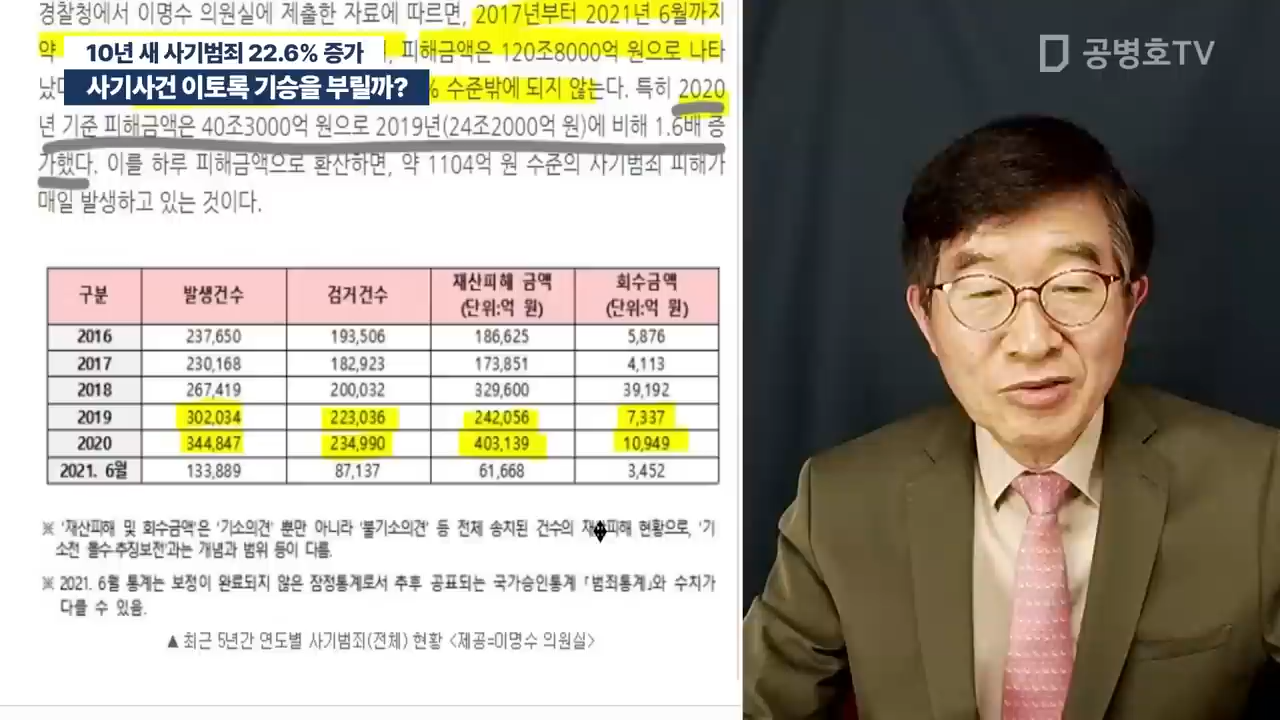 경찰청에서 이명수 의원실에 제출한 자료에 따르면, 2017년부터 2021년 6월까지
약
10년 새 사기범죄 22.6% 증가
피해금액은 120조8000억 원으로 나타
났다
사기사건 이토록 기승을 부릴까?
% 수준밖에 되지 않는다. 특히 2020
년 기준 피해금액은 40조3000억 원으로 2019년(24조2000억 원)에 비해 1.6배 증
가했다. 이를 하루 피해금액으로 환산하면, 약 1104억 원 수준의 사기범죄 피해가
매일 발생하고 있는 것이다.
공병호TV
구분 발생건수 검거건수 재산피해 금액 (단위:억 원) 회수금액 (단위:억 원)
2016 237,650 193,506 186,625 5,876
2017 230,168 182,923 173,851 4,113
2018 267,419 200,032 329,600 39,192
2019 302,034 223,036 242,056 7,337
2020 344,847 234,990 403,139 10,949
2021. 6월 133,889 87,137 61,668 3,452
※ '재산피해 및 회수금액'은 '기소의견' 뿐만 아니라 '불기소의견' 등 전체 송치된 건수의 재산피해 현황으로, '기
소전 몰수·추징보전'과는 개념과 범위 등이 다름.
※ 2021. 6월 통계는 보정이 완료되지 않은 잠정통계로서 추후 공표되는 국가승인통계 「범죄통계」와 수치가
다를 수 있음.
▲ 최근 5년간 연도별 사기범죄(전체) 현황 <제공=이명수 의원실>